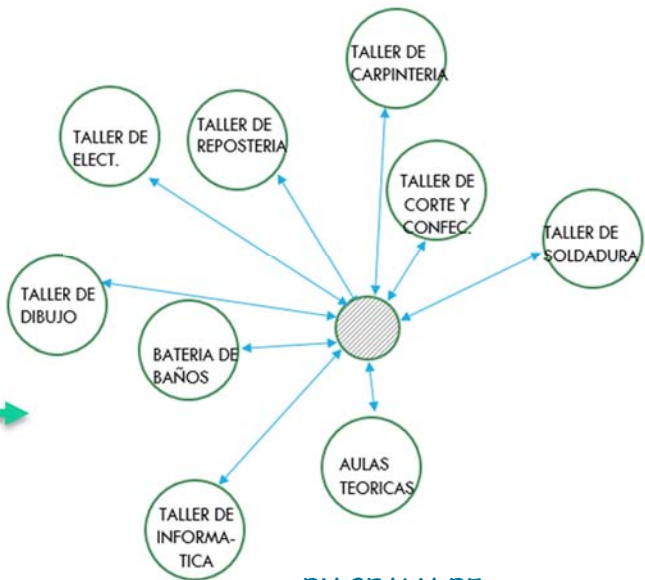 TALLER DE
CARPINTERIA
TALLER DE
ELECT.
TALLER DE
REPOSTERIA
TALLER DE
CORTE Y
CONFEC.
TALLER DE
SOLDADURA
TALLER DE
DIBUJO
BATERIA DE
BAÑOS
AULAS
TEORICAS
TALLER DE
INFORMA-
TICA